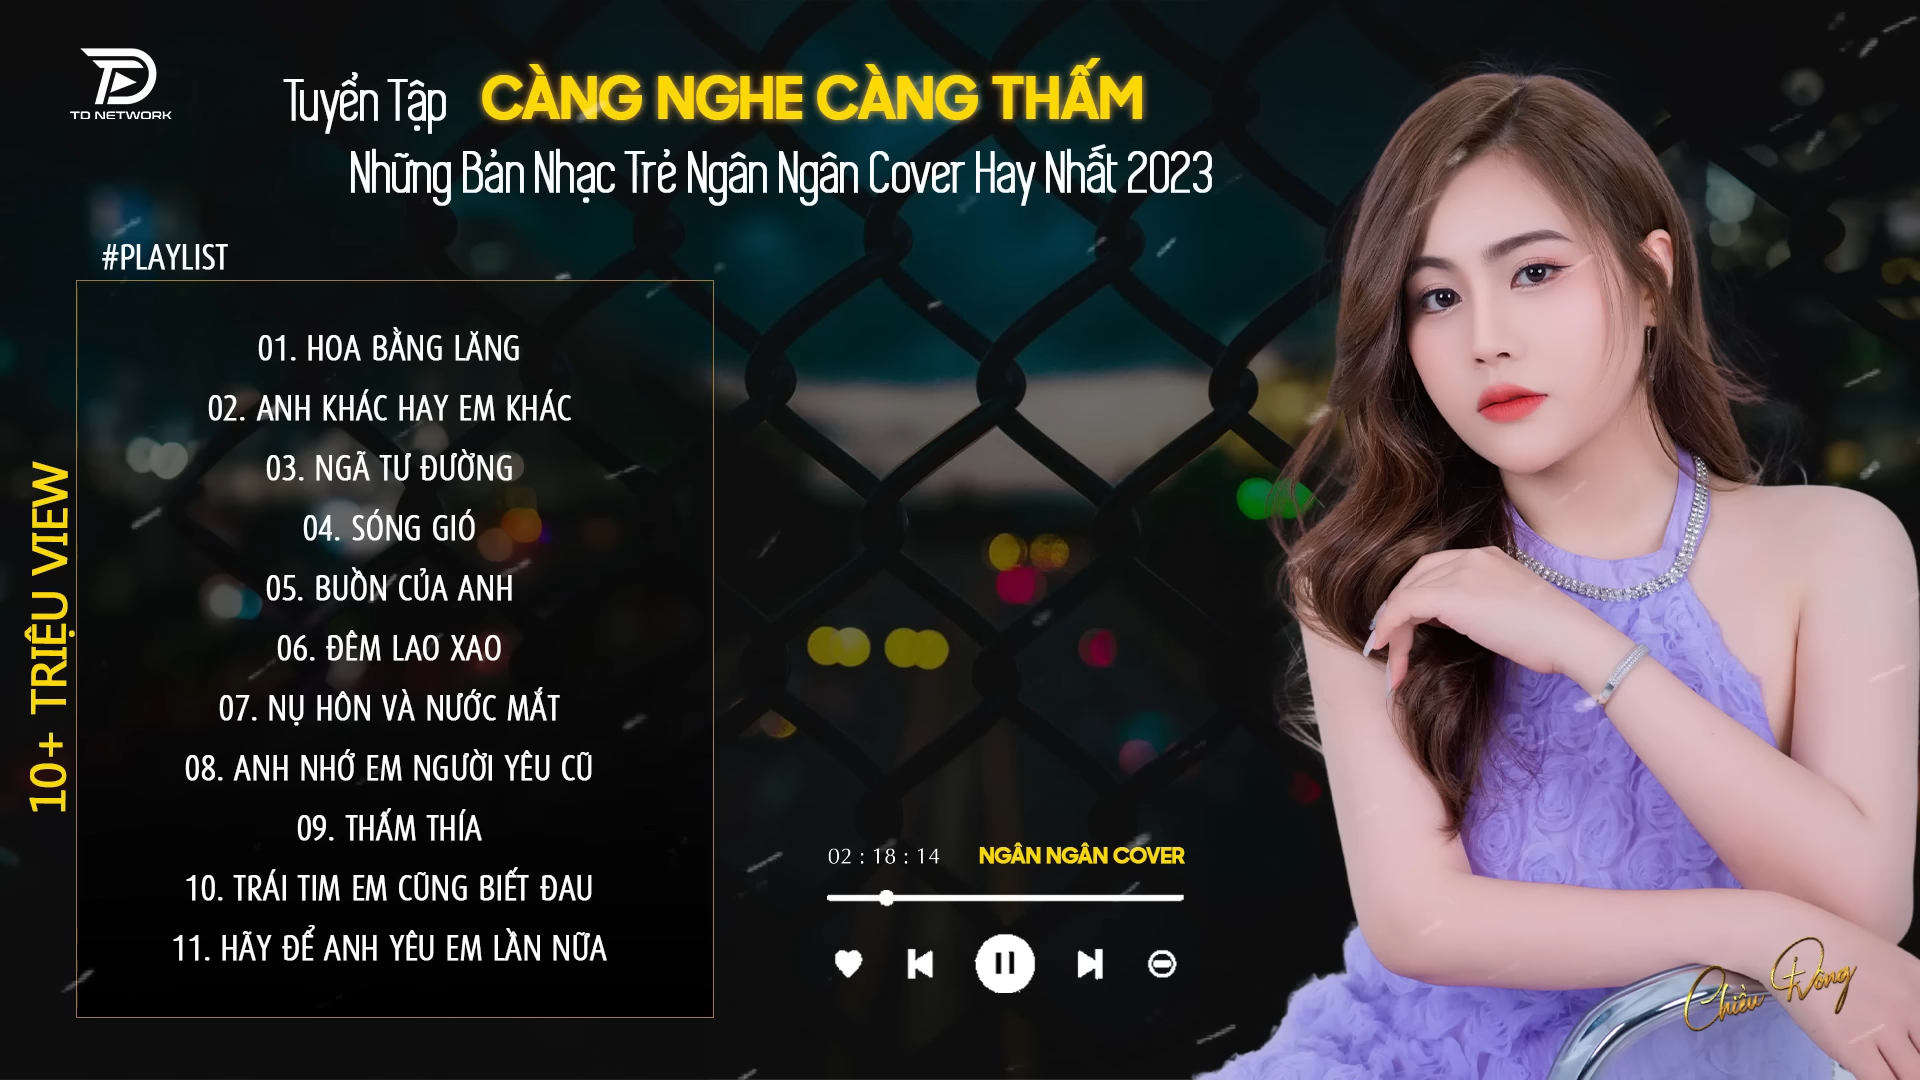 TD NETWORK
Tuyển Tập CÀNG NGHE CÀNG THẤM
Những Bản Nhạc Trẻ Ngân Ngân Cover Hay Nhất 2023
#PLAYLIST
10+ TRIỆU VIEW
01. HOA BẰNG LĂNG
02. ANH KHÁC HAY EM KHÁC
03. NGÃ TƯ ĐƯỜNG
04. SÓNG GIÓ
05. BUỒN CỦA ANH
06. ĐÊM LAO XAO
07. NỤ HÔN VÀ NƯỚC MẮT
08. ANH NHỚ EM NGƯỜI YÊU CŨ
09. THẤM THÍA
10. TRÁI TIM EM CŨNG BIẾT ĐAU
11. HÃY ĐỂ ANH YÊU EM LẦN NỮA
02 : 18 : 14 NGÂN NGÂN COVER
Chiều Đông